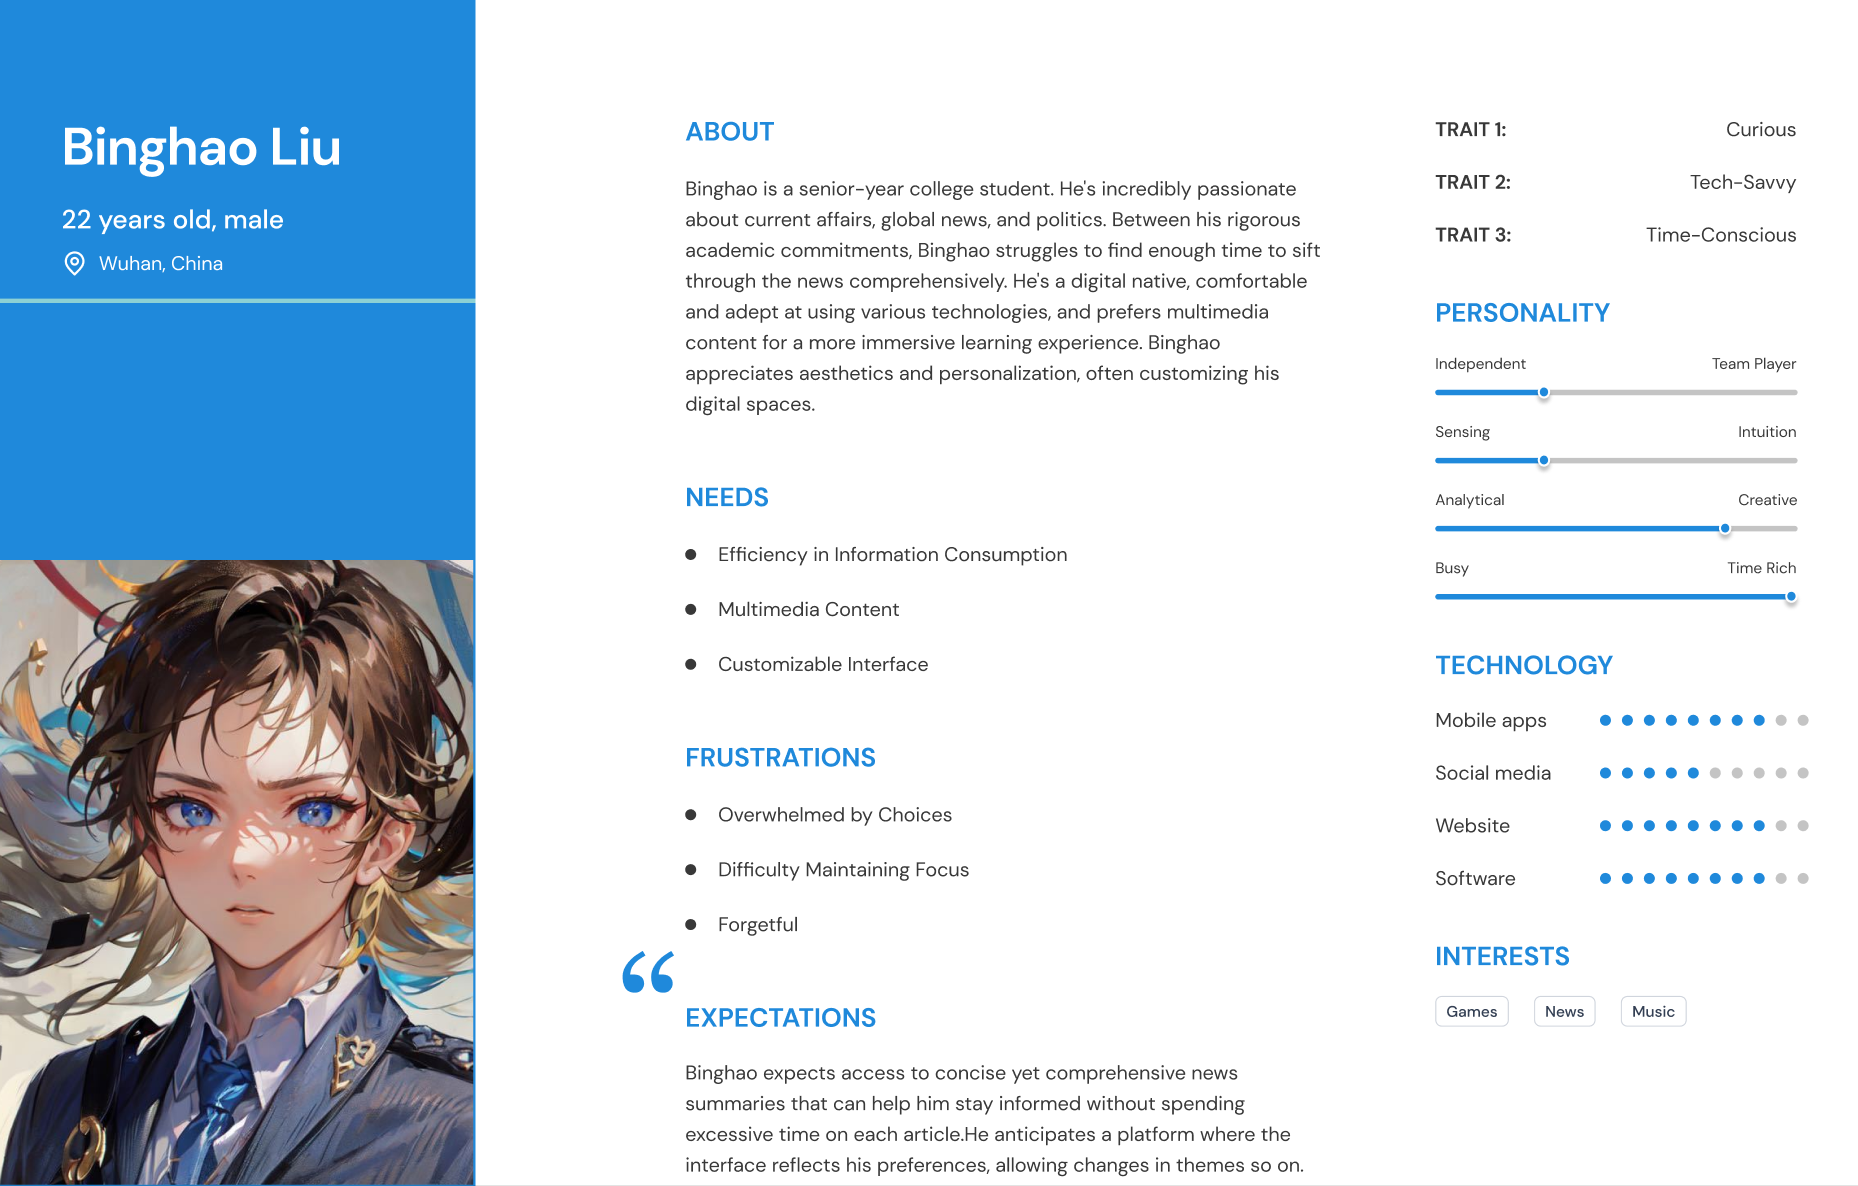 Binghao Liu
22 years old, male
Wuhan, China
ABOUT
Binghao is a senior-year college student. He's incredibly passionate
about current affairs, global news, and politics. Between his rigorous
academic commitments, Binghao struggles to find enough time to sift
through the news comprehensively. He's a digital native, comfortable
and adept at using various technologies, and prefers multimedia
content for a more immersive learning experience. Binghao
appreciates aesthetics and personalization, often customizing his
digital spaces.
NEEDS
Efficiency in Information Consumption
Multimedia Content
Customizable Interface
FRUSTRATIONS
Overwhelmed by Choices
Difficulty Maintaining Focus
Forgetful
“
EXPECTATIONS
Binghao expects access to concise yet comprehensive news
summaries that can help him stay informed without spending
excessive time on each article.He anticipates a platform where the
interface reflects his preferences, allowing changes in themes so on.
TRAIT 1: Curious
TRAIT 2: Tech-Savvy
TRAIT 3: Time-Conscious
PERSONALITY
Independent Team Player
Sensing Intuition
Analytical Creative
Busy Time Rich
TECHNOLOGY
Mobile apps
Social media
Website
Software
INTERESTS
Games News Music